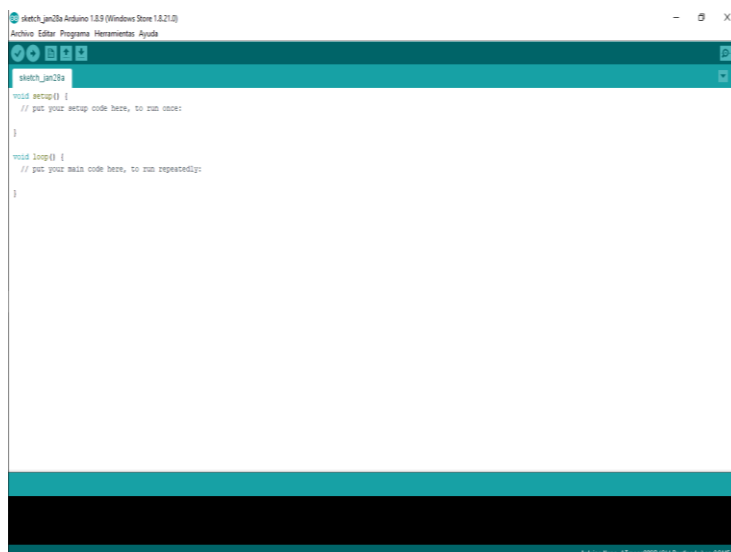 sketch_jan28a Arduino 1.8.9 (Windows Store 1.8.21.0)
Archivo Editar Programa Herramientas Ayuda
sketch_jan28a
void setup() {
// put your setup code here, to run once:
}
void loop() {
// put your main code here, to run repeatedly:
}